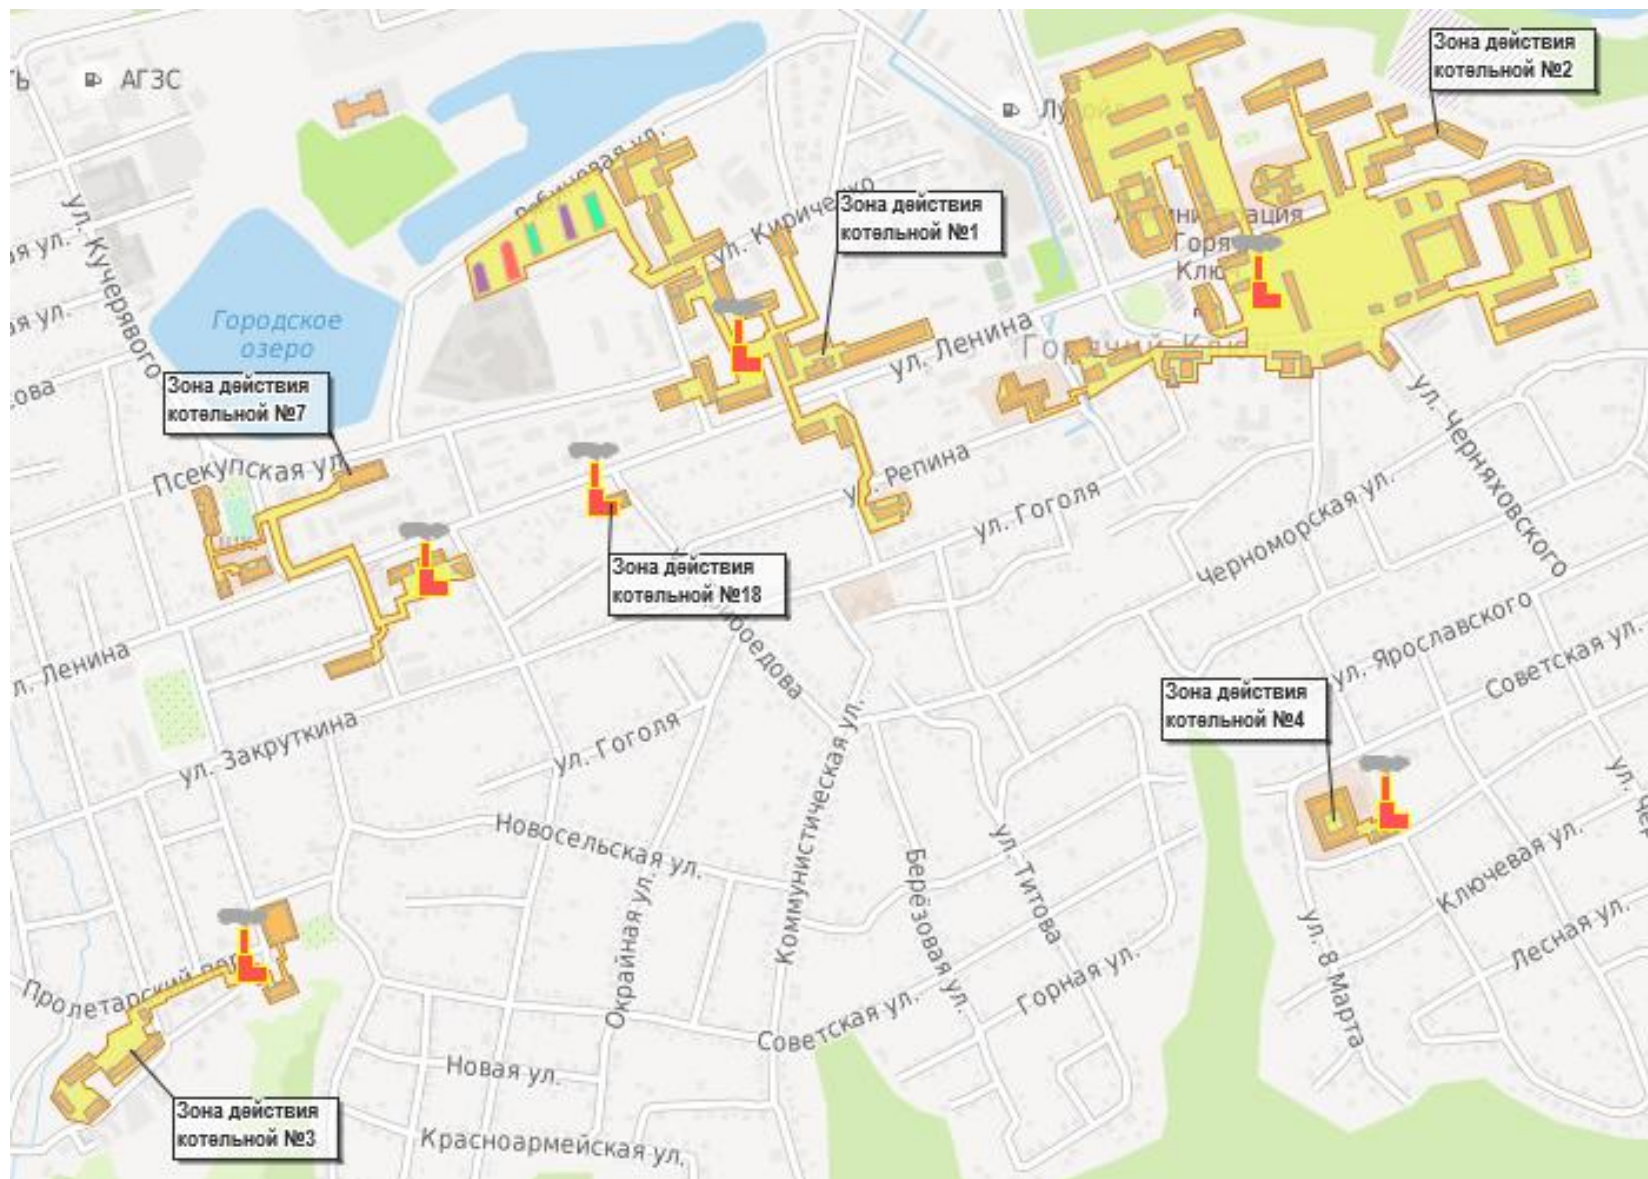 Зона действия
котельной №2
АГЗС
Зона действия
котельной №1
ул. Кучерявого
Городское
озеро
ул. Ленина
Зона действия
котельной №7
Псекупская ул.
ул. Репина
ул. Гоголя
Черноморская ул.
ул. Черняховского
Зона действия
котельной №18
ул. Ярославского
Советская ул.
Зона действия
котельной №4
ул. Закруткина
ул. Гоголя
Коммунистическая ул.
Новосельская ул.
Окрайная ул.
Берёзовая ул.
ул. Титова
Ключевая ул.
Лесная ул.
ул. 8 Марта
Горная ул.
Советская ул.
Новая ул.
Зона действия
котельной №3
Красноармейская ул.